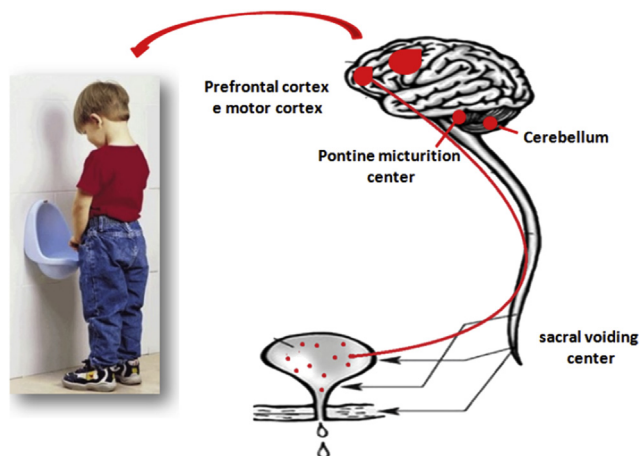 Prefrontal cortex
e motor cortex
Pontine micturition
center
Cerebellum
sacral voiding
center